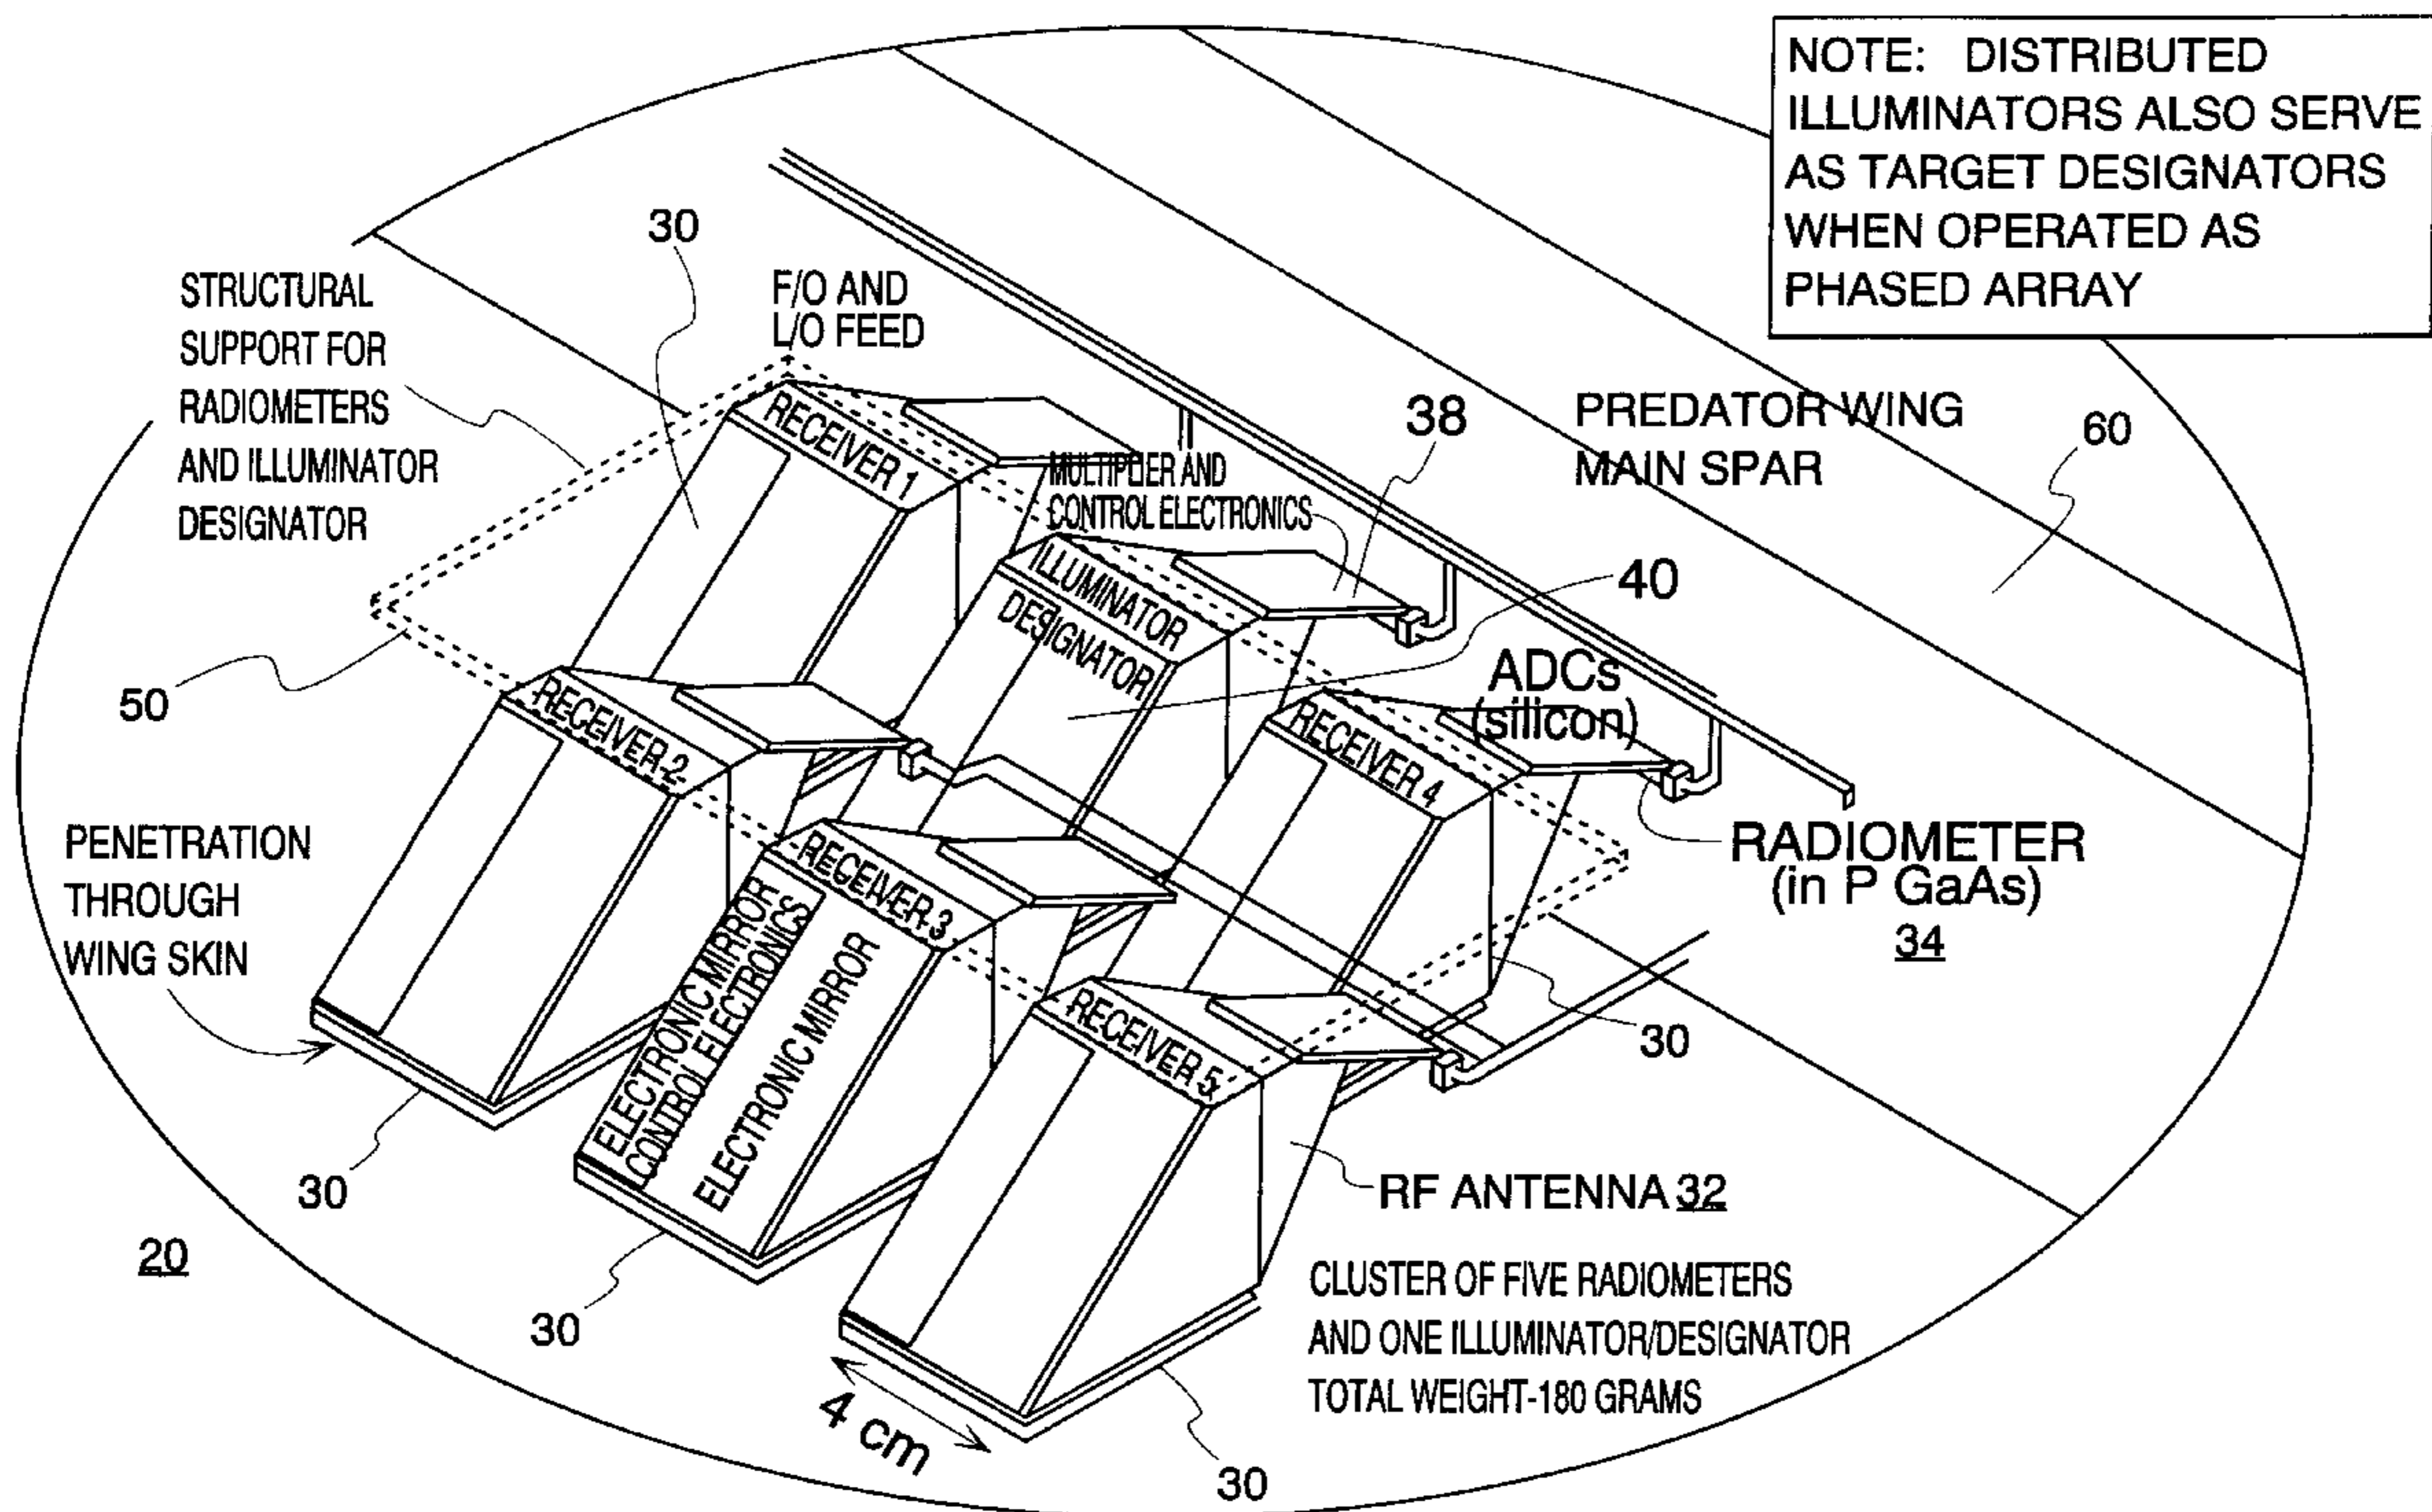 NOTE: DISTRIBUTED
ILLUMINATORS ALSO SERVE
AS TARGET DESIGNATORS
WHEN OPERATED AS
PHASED ARRAY
30
STRUCTURAL
SUPPORT FOR
RADIOMETERS
AND ILLUMINATOR
DESIGNATOR
F/O AND
L/O FEED
RECEIVER 1
MULTIPLIER AND
CONTROL ELECTRONICS
38
PREDATOR WING
MAIN SPAR
60
ILLUMINATOR
DESIGNATOR
40
50
RECEIVER 2
ADCs
(silicon)
RECEIVER 4
RADIOMETER
(in P GaAs)
34
PENETRATION
THROUGH
WING SKIN
RECEIVER 3
ELECTRONIC MIRROR
CONTROL ELECTRONICS
ELECTRONIC MIRROR
RECEIVER 5
30
30
RF ANTENNA 32
20
30
CLUSTER OF FIVE RADIOMETERS
AND ONE ILLUMINATOR/DESIGNATOR
TOTAL WEIGHT-180 GRAMS
4 cm
30